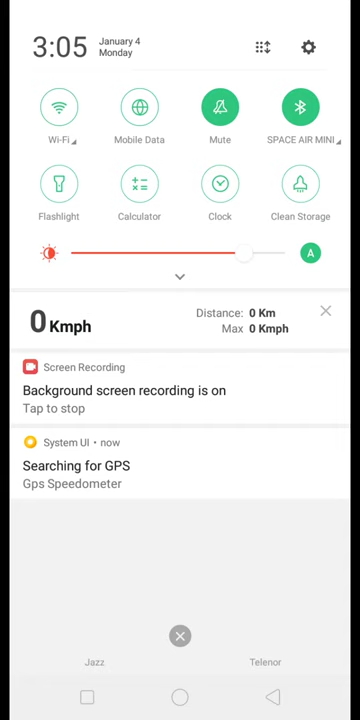 3:05
January 4
Monday
Wi-Fi
Mobile Data
Mute
SPACE AIR MINI
Flashlight
Calculator
Clock
Clean Storage
A
0 Kmph
Distance: 0 Km
Max 0 Kmph
Screen Recording
Background screen recording is on
Tap to stop
System UI • now
Searching for GPS
Gps Speedometer
Jazz
Telenor